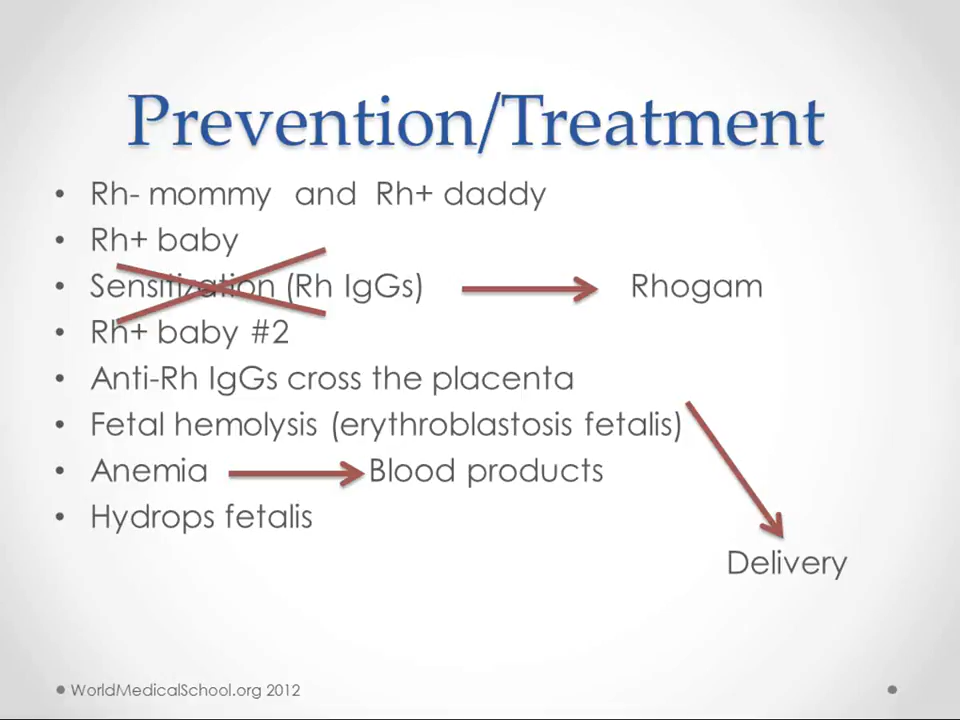 Prevention/Treatment
• Rh- mommy and Rh+ daddy
• Rh+ baby
• Sensitization (Rh IgGs) Rhogam
• Rh+ baby #2
• Anti-Rh IgGs cross the placenta
• Fetal hemolysis (erythroblastosis fetalis)
• Anemia Blood products
• Hydrops fetalis
Delivery
WorldMedicalSchool.org 2012